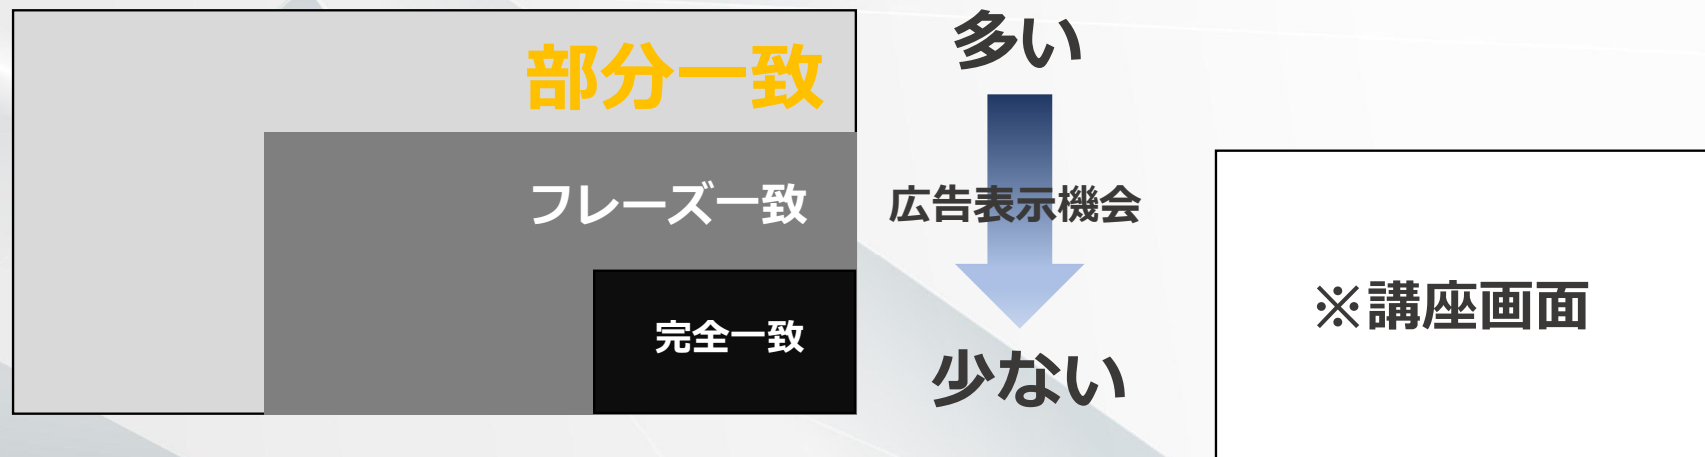 部分一致
フレーズ一致
完全一致
多い
広告表示機会
少ない
※講座画面